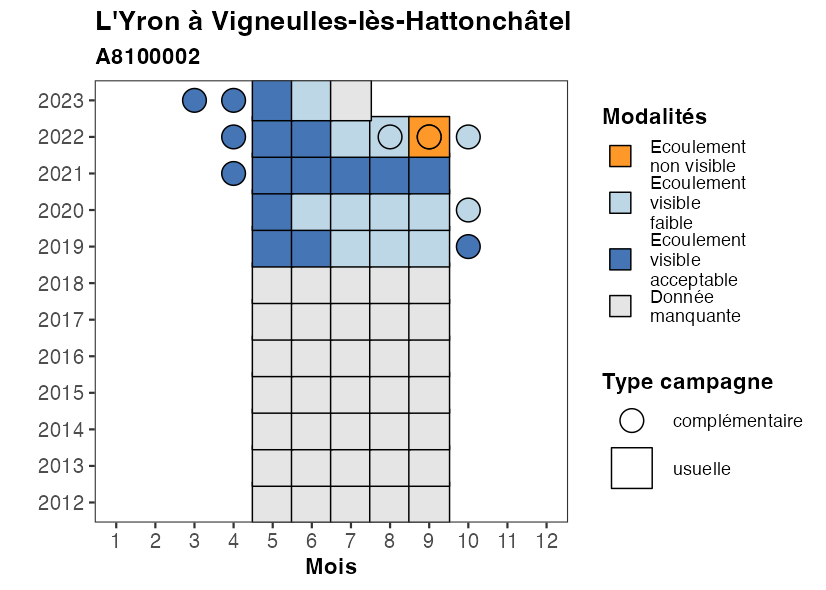 L'Yron à Vigneulles-lès-Hattonchâtel
A8100002
2023
2022
2021
2020
2019
2018
2017
2016
2015
2014
2013
2012
1 2 3 4 5 6 7 8 9 10 11 12
Mois
Modalités
Ecoulement
non visible
Ecoulement
visible
faible
Ecoulement
visible
acceptable
Donnée
manquante
Type campagne
complémentaire
usuelle